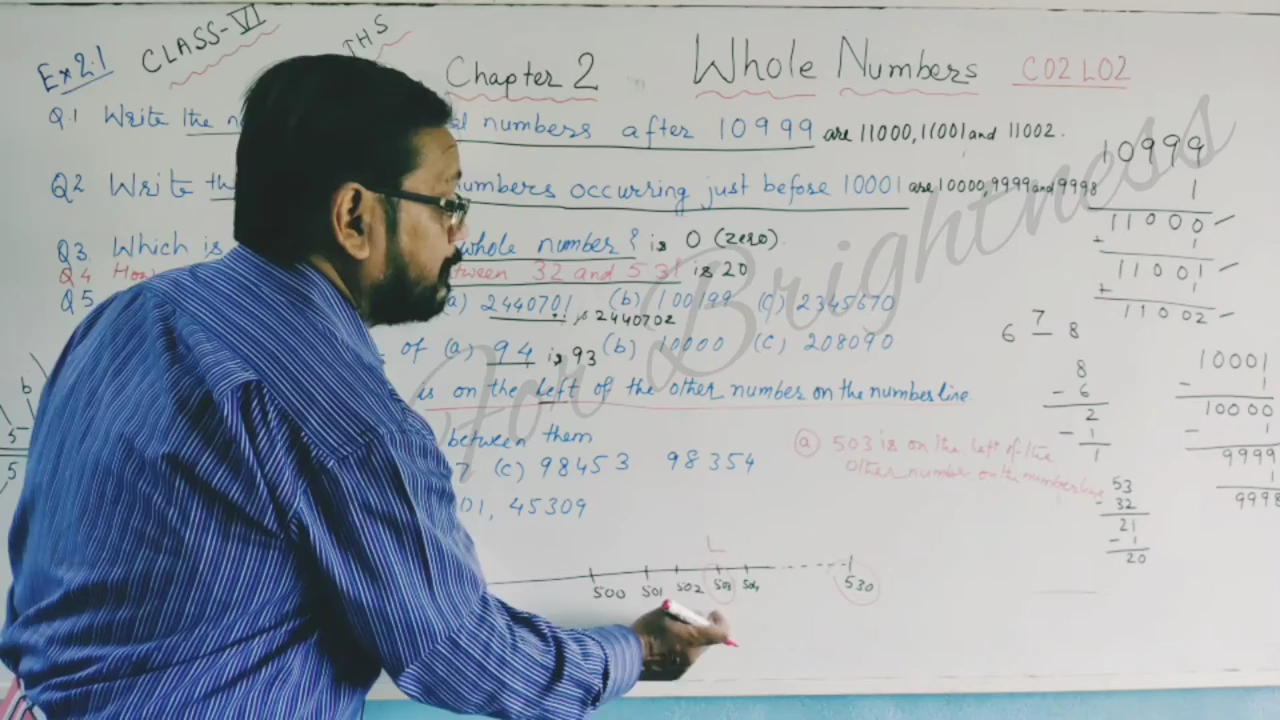 Ex 2.1 CLASS-VI THS Chapter 2 Whole Numbers C02 L02
Q.1 Write the n numbers after 10999 are 11000, 11001 and 11002.
Q2 Write th umbers occurring just before 10001 are 10000, 9999 and 9998
Q3 Which is whole number? is 0 (zero).
Q4 How tween 32 and 53! is 20
Q5 a) 2440701, is 2440702 (b) 100199 (c) 2345670
of (a) 94 is 93 (b) 10000 (c) 208090
is on the left of the other number on the number line
between them
7 (c) 98453 98354
01, 45309
(a) 503 is on the left of the
other number on the number line
L
500 501 502 503 504 530
6 7 8
8
- 6
2
- 1
1
10999
1
11000
+ 1
11001
+ 1
11002
10001
- 1
10000
- 1
9999
1
9998
53
- 32
21
- 1
20
b
5
5
For Brightness